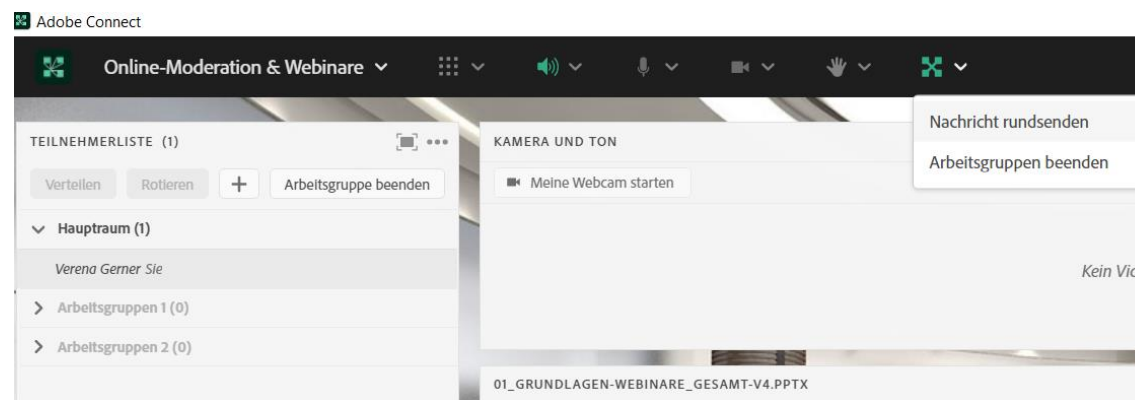 Adobe Connect
Online-Moderation & Webinare
Nachricht rundsenden
Arbeitsgruppen beenden
TEILNEHMERLISTE (1)
Verteilen Rotieren + Arbeitsgruppe beenden
Hauptraum (1)
Verena Gerner Sie
Arbeitsgruppen 1 (0)
Arbeitsgruppen 2 (0)
KAMERA UND TON
Meine Webcam starten
Kein Vic
01_GRUNDLAGEN-WEBINARE_GESAMT-V4.PPTX